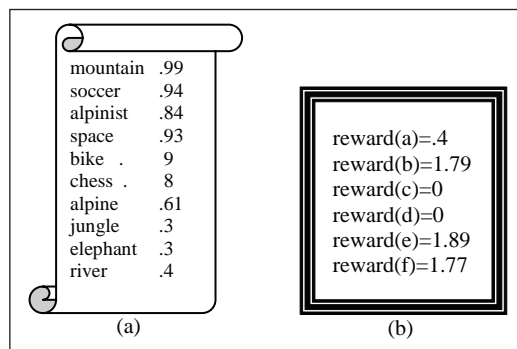 mountain .99
soccer .94
alpinist .84
space .93
bike . 9
chess . 8
alpine .61
jungle .3
elephant .3
river .4
(a)
reward(a)=.4
reward(b)=1.79
reward(c)=0
reward(d)=0
reward(e)=1.89
reward(f)=1.77
(b)